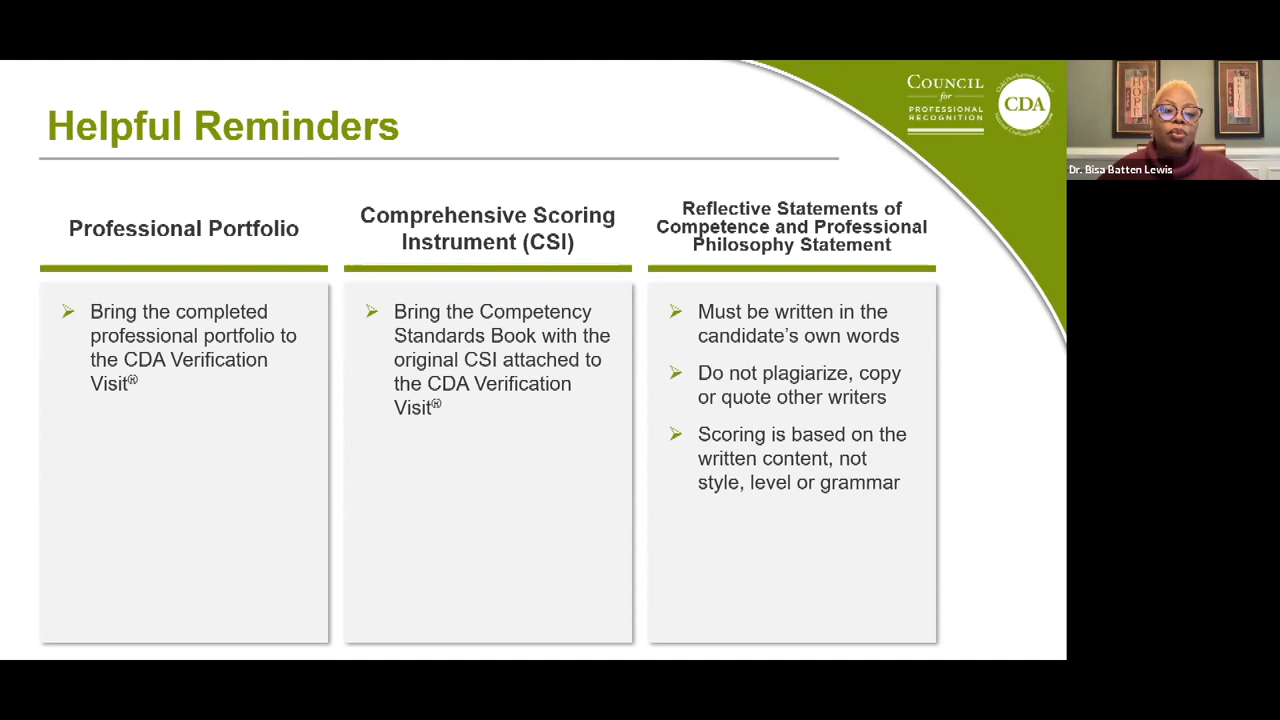 Helpful Reminders
COUNCIL
for
PROFESSIONAL
RECOGNITION
CDA
Dr. Bisa Batten Lewis
HOPE
Professional Portfolio
Bring the completed
professional portfolio to
the CDA Verification
Visit®
Comprehensive Scoring
Instrument (CSI)
Bring the Competency
Standards Book with the
original CSI attached to
the CDA Verification
Visit®
Reflective Statements of
Competence and Professional
Philosophy Statement
Must be written in the
candidate’s own words
Do not plagiarize, copy
or quote other writers
Scoring is based on the
written content, not
style, level or grammar